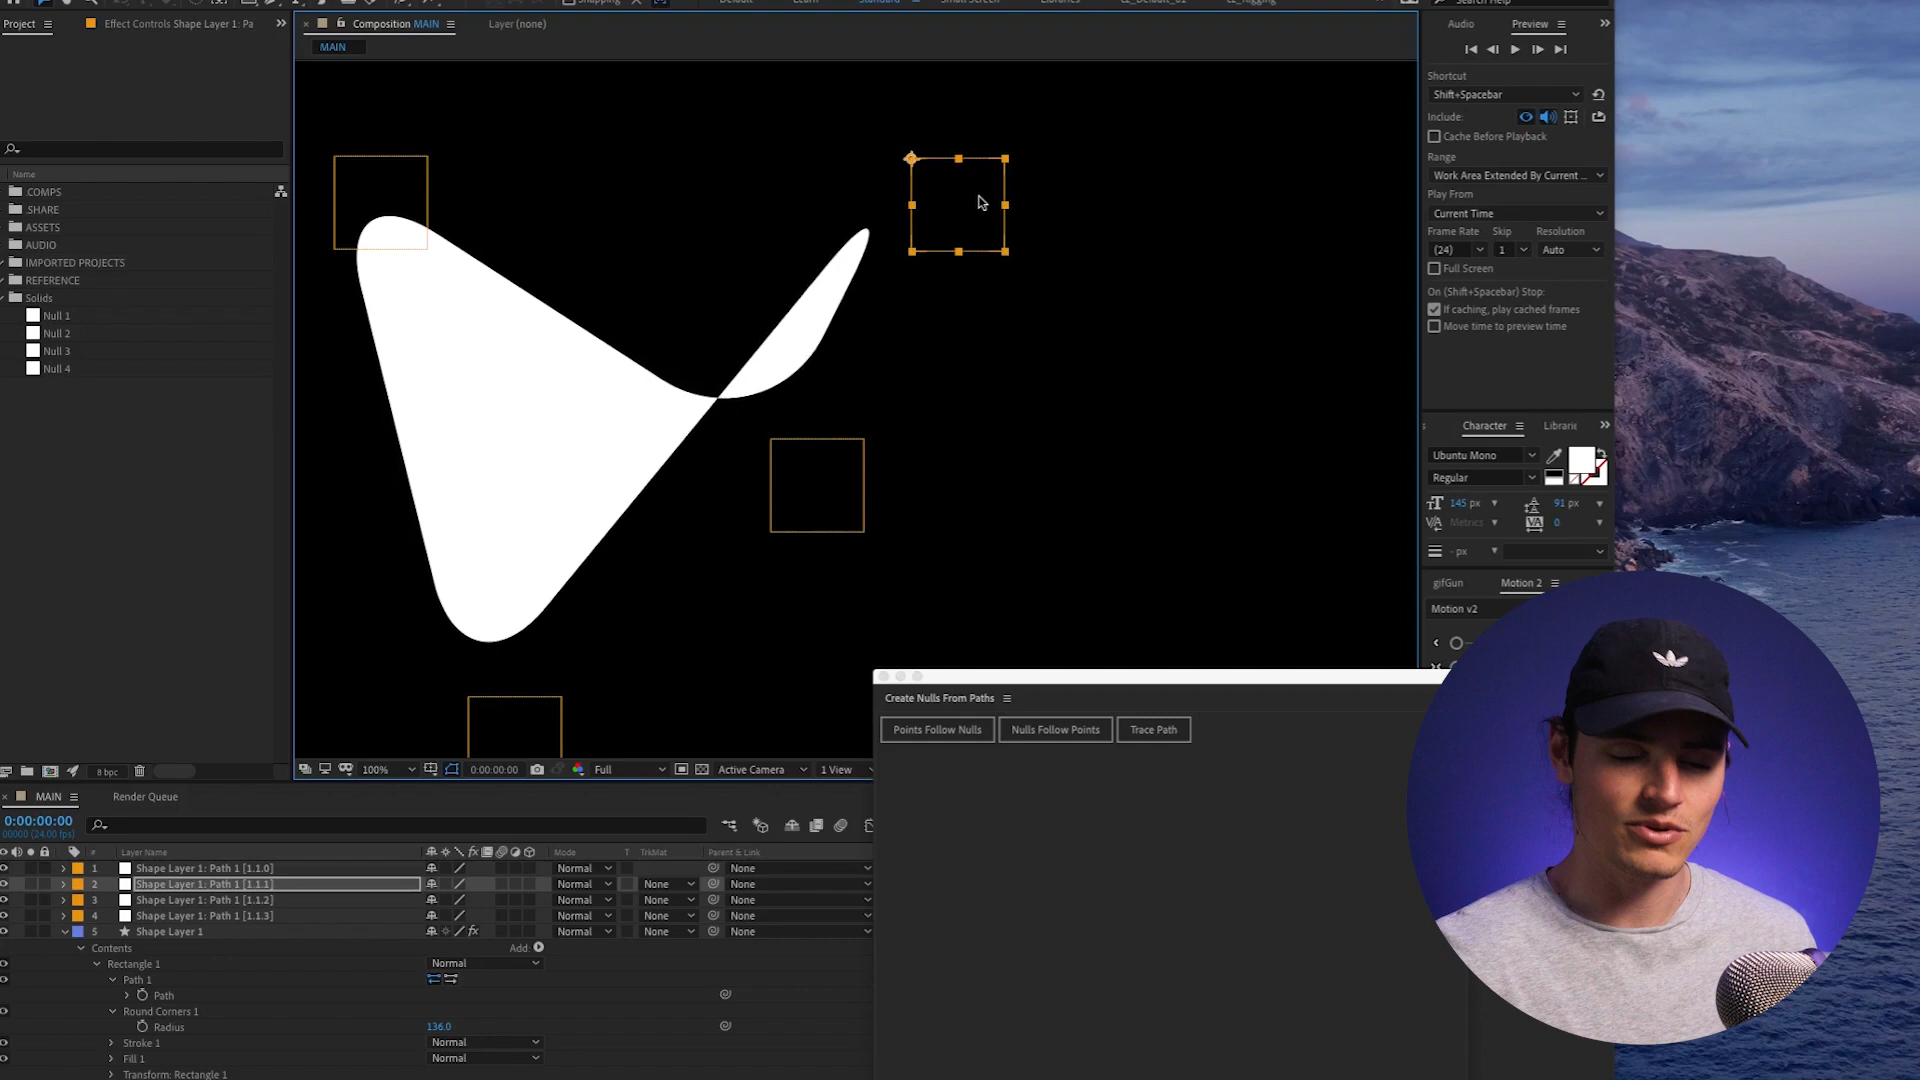 Snapping
Default
Learn
Standard
Small Screen
Libraries
Search Help
Project
Effect Controls Shape Layer 1: Pa
Composition MAIN
Layer (none)
MAIN
Name
COMPS
.SHARE
ASSETS
AUDIO
IMPORTED PROJECTS
REFERENCE
Solids
Null 1
Null 2
Null 3
Null 4
8 bpc
100%
0:00:00:00
Full
Active Camera
1 View
Audio
Preview
Shortcut
Shift+Spacebar
Include:
Cache Before Playback
Range
Work Area Extended By Current ...
Play From
Current Time
Frame Rate Skip Resolution
(24) 1 Auto
Full Screen
On (Shift+Spacebar) Stop:
If caching, play cached frames
Move time to preview time
Character
Librarie
Ubuntu Mono
Regular
145 px
91 px
Metrics
0
- px
gifGun
Motion 2
Motion v2
Create Nulls From Paths
Points Follow Nulls
Nulls Follow Points
Trace Path
MAIN
Render Queue
0:00:00:00
00000 (24.00 fps)
# Layer Name Mode T TrkMat Parent & Link
1 Shape Layer 1: Path 1 [1.1.0] Normal None
2 Shape Layer 1: Path 1 [1.1.1] Normal None None
3 Shape Layer 1: Path 1 [1.1.2] Normal None None
4 Shape Layer 1: Path 1 [1.1.3] Normal None None
5 Shape Layer 1 Normal None None
Contents Add:
Rectangle 1 Normal
Path 1
Path
Round Corners 1
Radius 136.0
Stroke 1 Normal
Fill 1 Normal
Transform: Rectangle 1